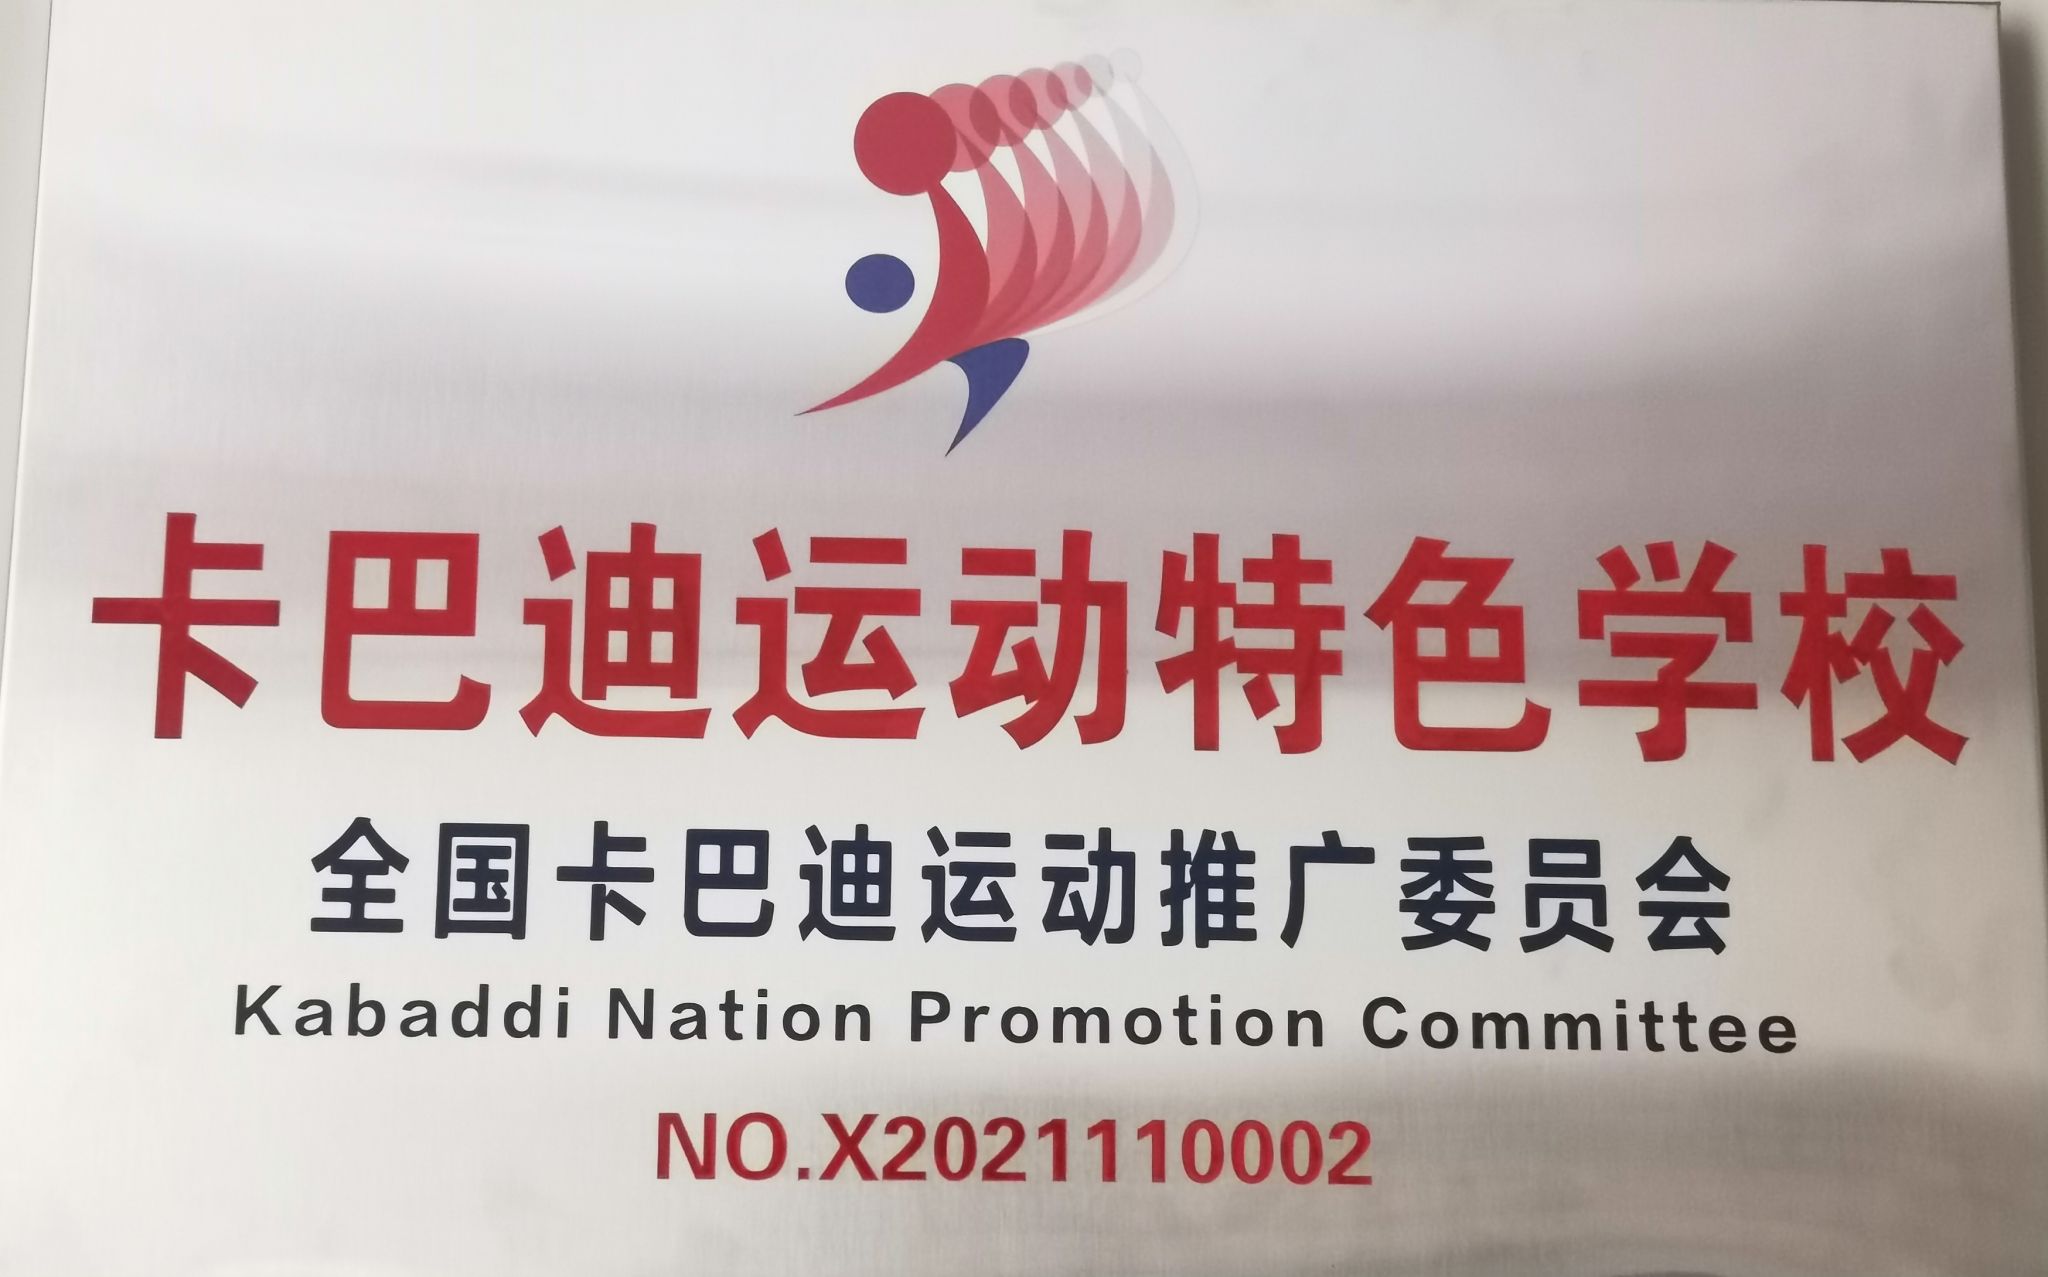 卡巴迪运动特色学校
全国卡巴迪运动推广委员会
Kabaddi Nation Promotion Committee
NO.X2021110002